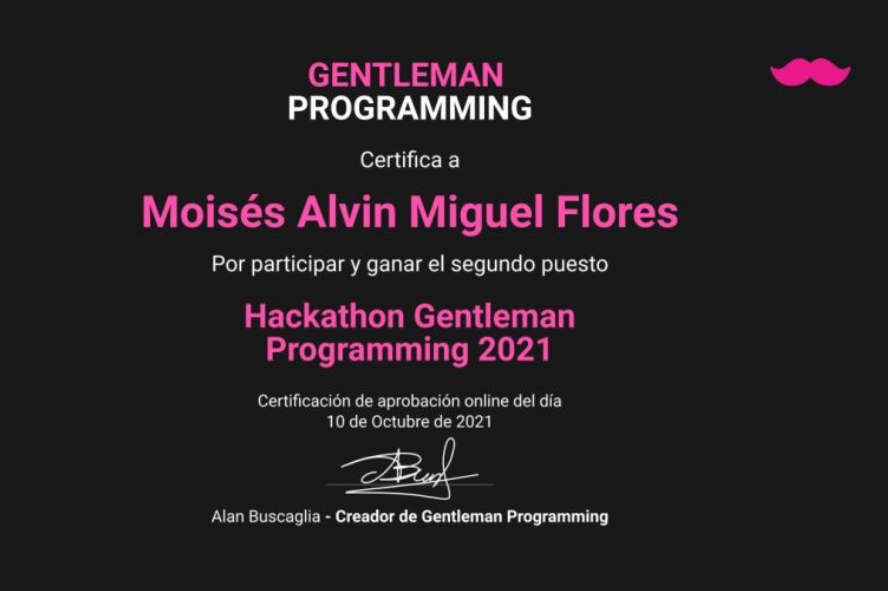 GENTLEMAN
PROGRAMMING
Certifica a
Moisés Alvin Miguel Flores
Por participar y ganar el segundo puesto
Hackathon Gentleman
Programming 2021
Certificación de aprobación online del día
10 de Octubre de 2021
Alan Buscaglia - Creador de Gentleman Programming